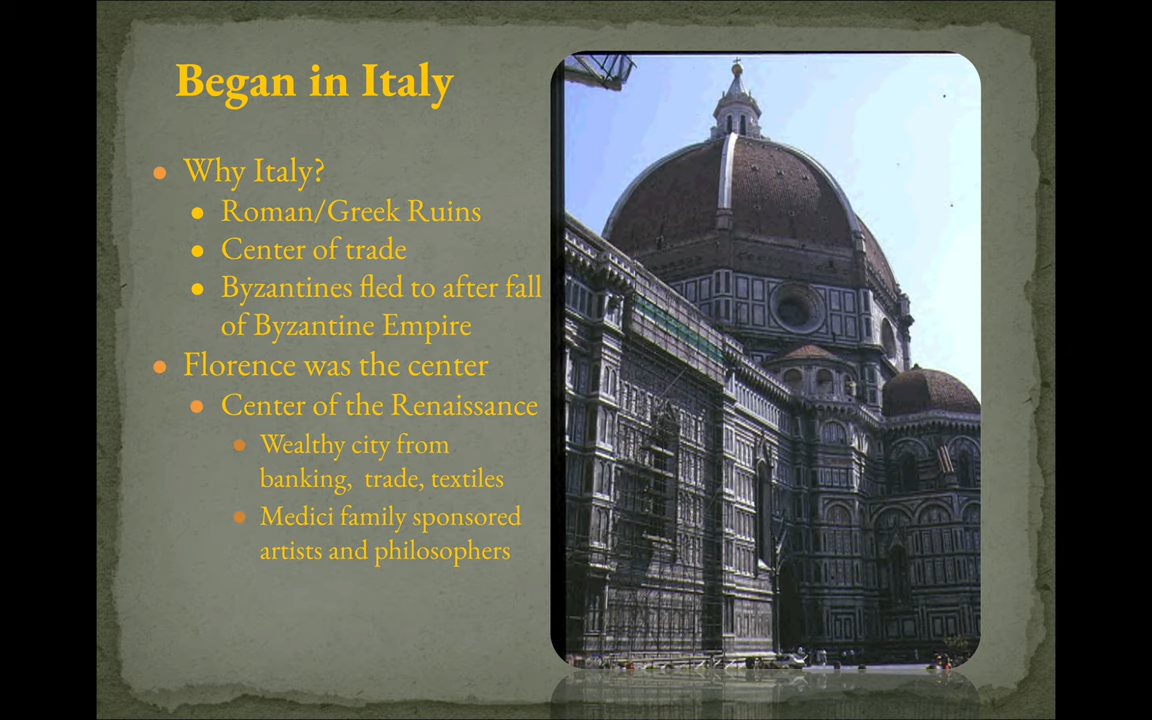 Began in Italy
• Why Italy?
• Roman/Greek Ruins
• Center of trade
• Byzantines fled to after fall
of Byzantine Empire
• Florence was the center
• Center of the Renaissance
• Wealthy city from
banking, trade, textiles
• Medici family sponsored
artists and philosophers